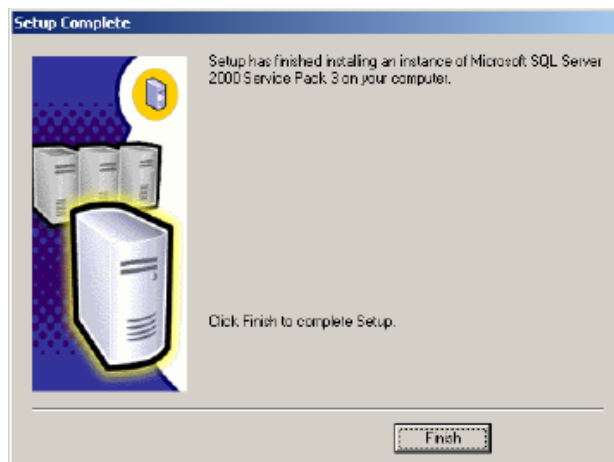 Setup Complete
Setup has finished installing an instance of Microsoft SQL Server
2000 Service Pack 3 on your computer.
Click Finish to complete Setup.
Finish